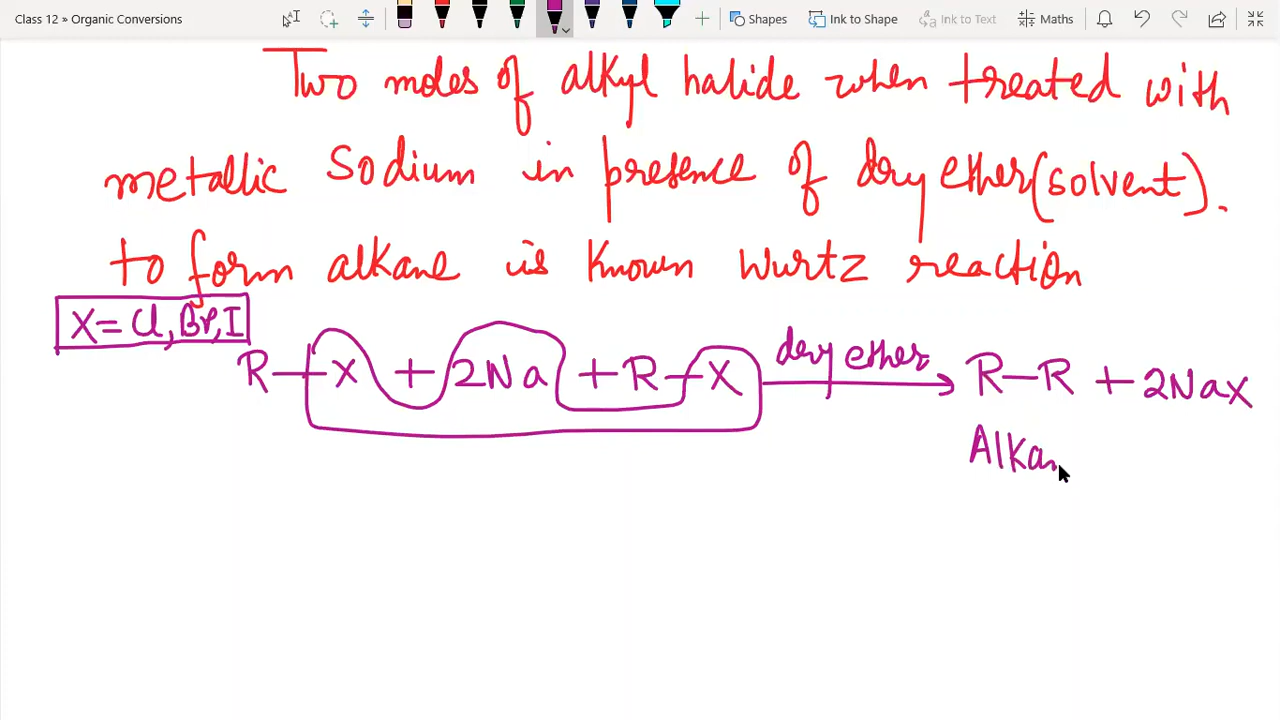 Class 12 » Organic Conversions
Shapes
Ink to Shape
Ink to Text
Maths
Two moles of alkyl halide when treated with
metallic Sodium in presence of dry ether(solvent).
to form alkane is known wurtz reaction
X=Cl,Br,I
R-X + 2Na + R-X dry ether R-R + 2NaX
Alkan